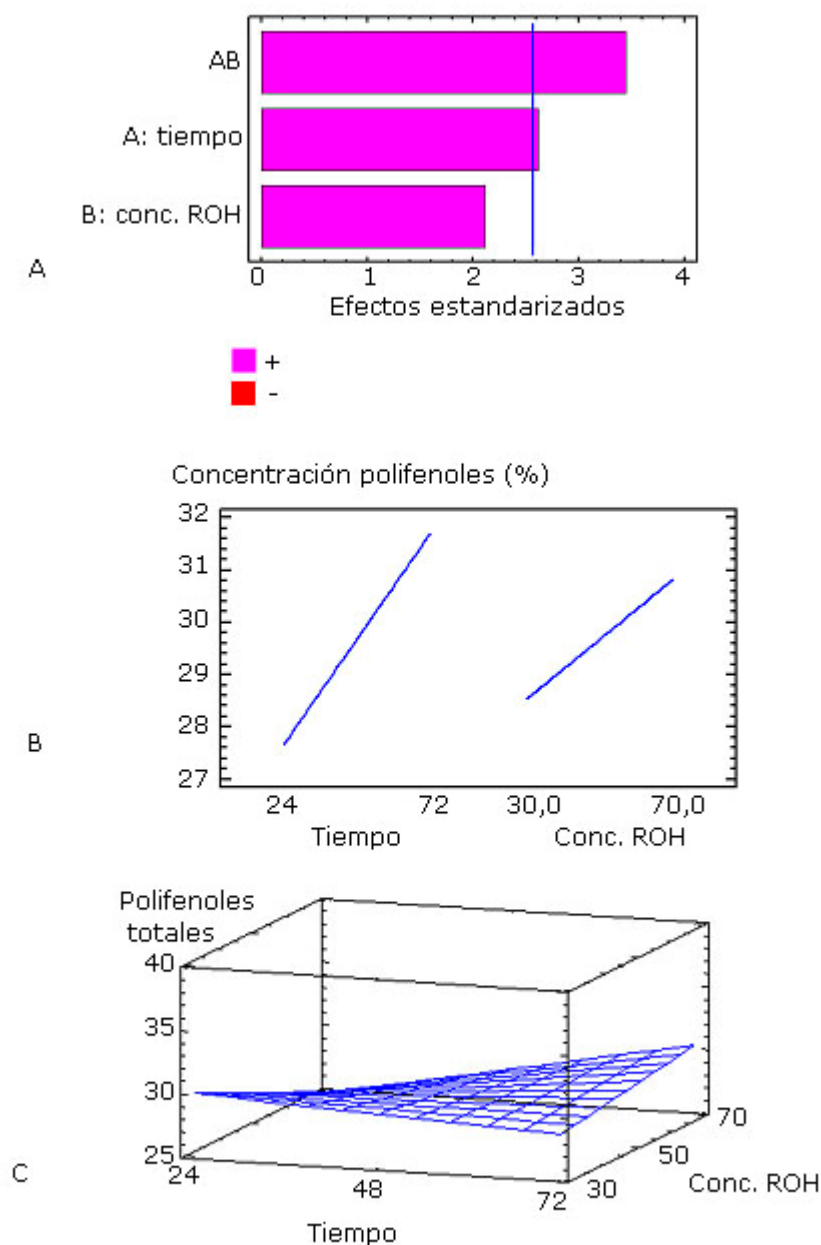 AB
A: tiempo
B: conc. ROH
0 1 2 3 4
Efectos estandarizados
A
+
-
Concentración polifenoles (%)
32
31
30
29
28
27
24 72 30,0 70,0
Tiempo Conc. ROH
B
Polifenoles
totales
40
35
30
25
24 48 72
30 50 70
Conc. ROH
Tiempo
C